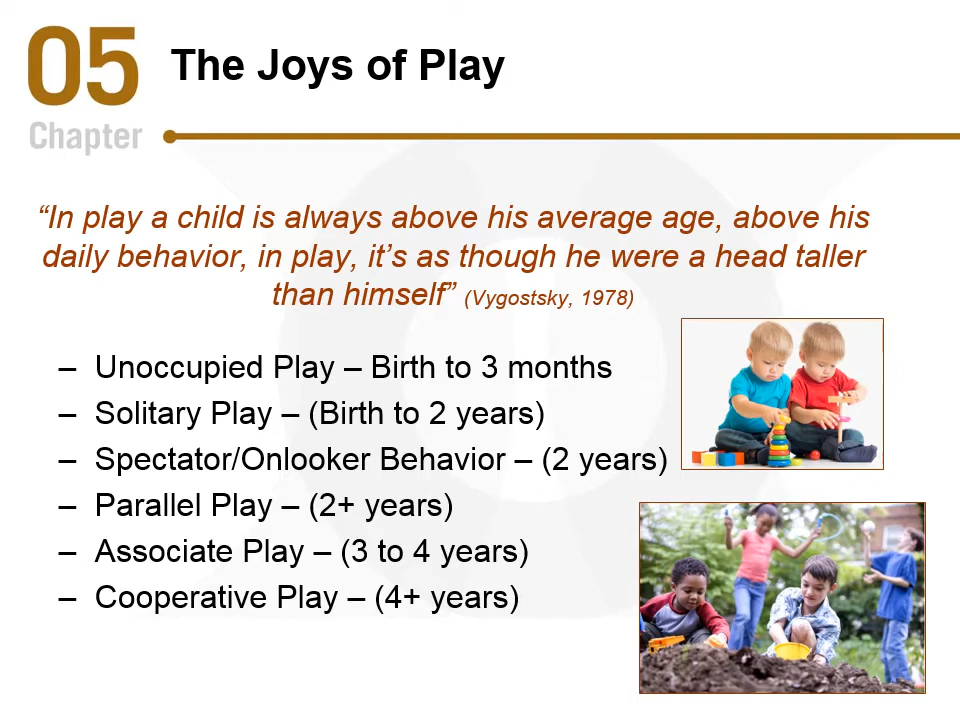 05
Chapter
The Joys of Play
“In play a child is always above his average age, above his
daily behavior, in play, it’s as though he were a head taller
than himself” (Vygostsky, 1978)
– Unoccupied Play – Birth to 3 months
– Solitary Play – (Birth to 2 years)
– Spectator/Onlooker Behavior – (2 years)
– Parallel Play – (2+ years)
– Associate Play – (3 to 4 years)
– Cooperative Play – (4+ years)